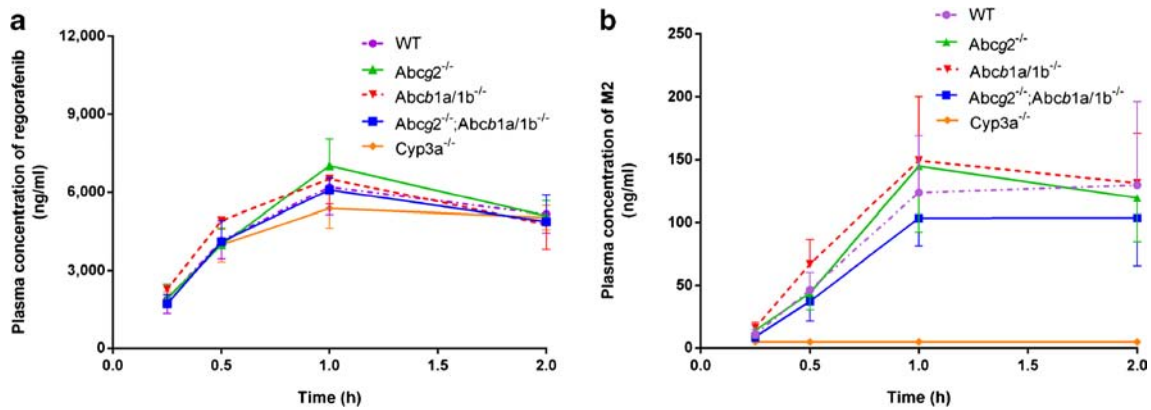 a
Plasma concentration of regorafenib
(ng/ml)
12,000
9,000
6,000
3,000
0
0.0 0.5 1.0 1.5 2.0
Time (h)
WT
Abcg2-/-
Abcb1a/1b-/-
Abcg2-/-;Abcb1a/1b-/-
Cyp3a-/-
b
Plasma concentration of M2
(ng/ml)
250
200
150
100
50
0
0.0 0.5 1.0 1.5 2.0
Time (h)
WT
Abcg2-/-
Abcb1a/1b-/-
Abcg2-/-;Abcb1a/1b-/-
Cyp3a-/-